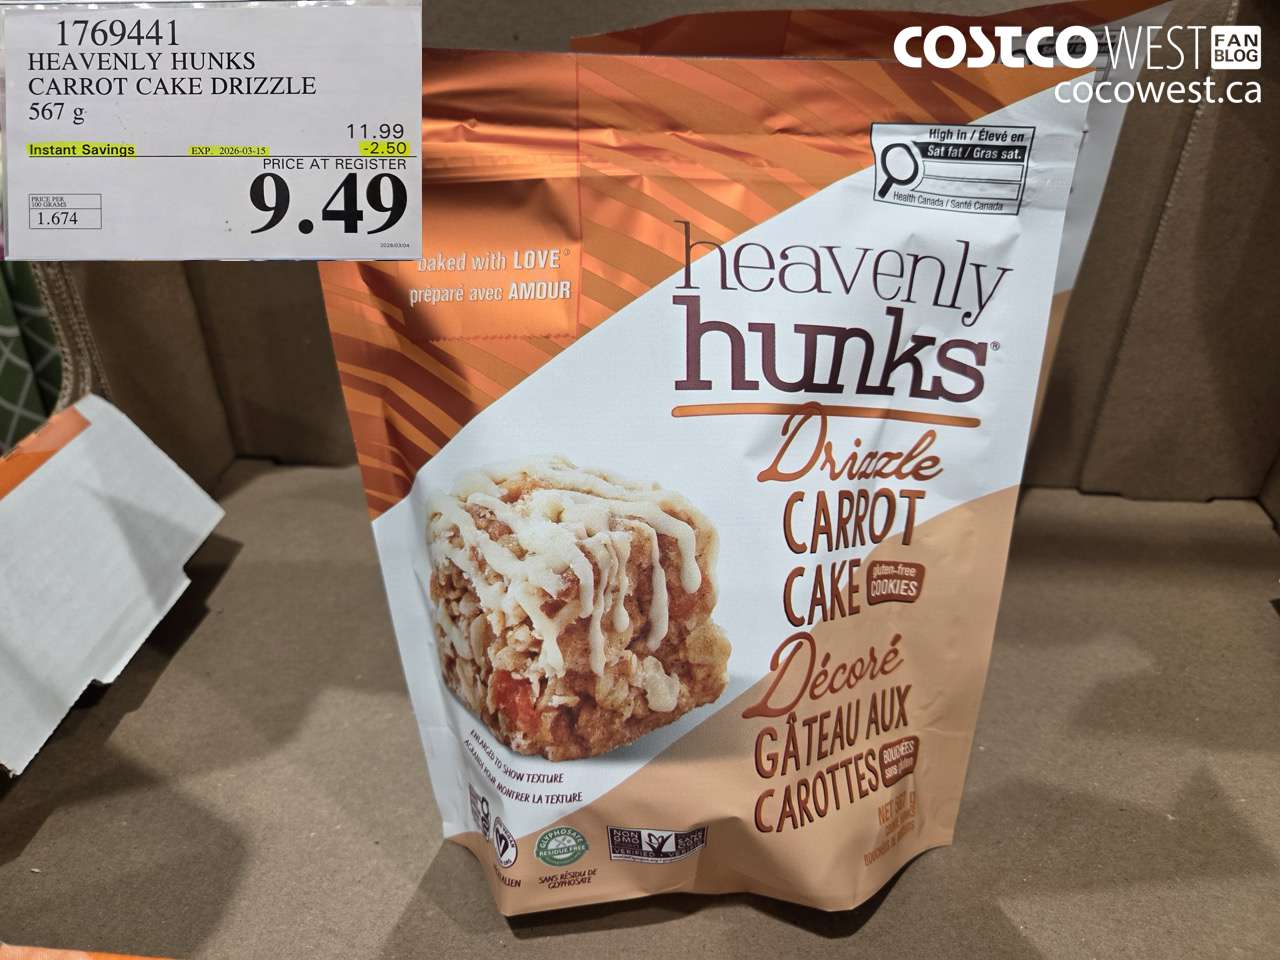 1769441
HEAVENLY HUNKS
CARROT CAKE DRIZZLE
567 g
11.99
Instant Savings EXP. 2026-03-15 -2.50
PRICE AT REGISTER
9.49
PRICE PER
100 GRAMS
1.674
2026/03/04
COSTCO WEST FAN BLOG
cocowest.ca
High in / Élevé en
Sat fat / Gras sat.
Health Canada / Santé Canada
baked with LOVE
préparé avec AMOUR
heavenly
hunks®
Drizzle
CARROT
CAKE
gluten-free
COOKIES
Décoré
GÂTEAU AUX
CAROTTES
BOUCHÉES
sans gluten
ENLARGED TO SHOW TEXTURE
AGRANDI POUR MONTRER LA TEXTURE
GLYPHOSATE
RESIDUE FREE
SANS RÉSIDU DE
GLYPHOSATE
NON
GMO
VERIFIED